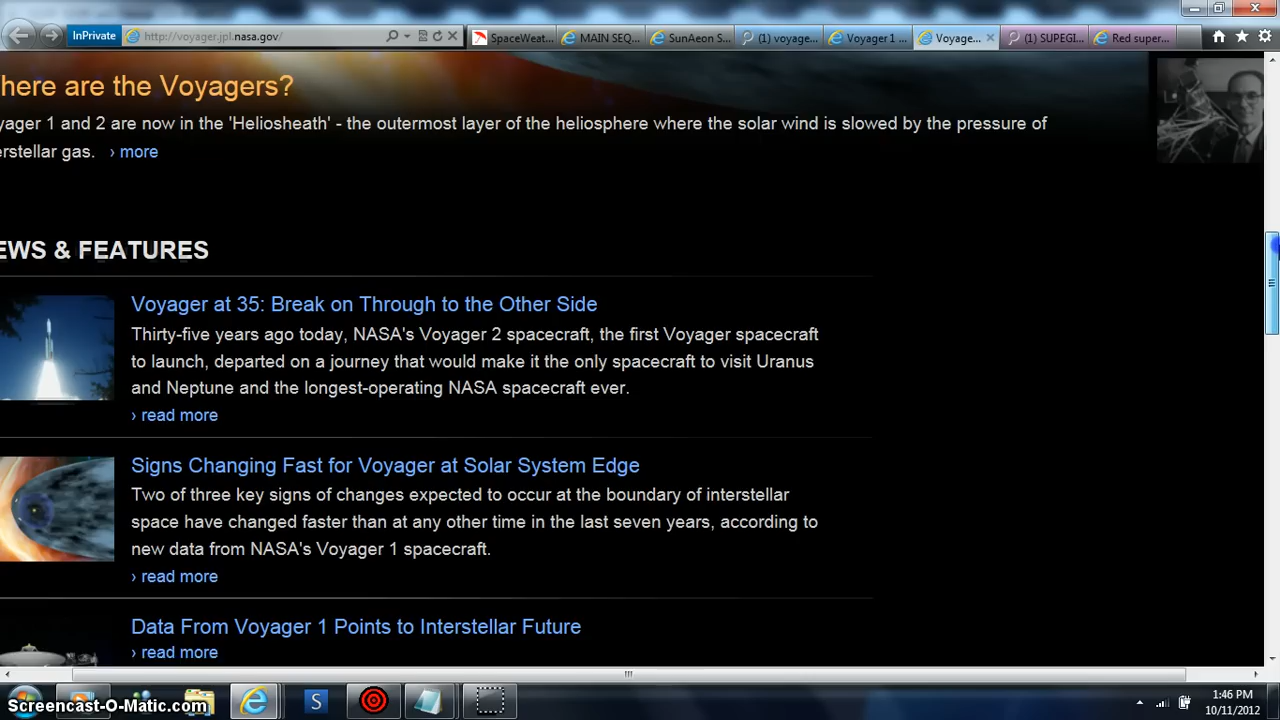 InPrivate
http://voyager.jpl.nasa.gov/
SpaceWeat...
MAIN SEQ...
SunAeon S...
(1) voyage...
Voyager 1 ...
Voyage...
(1) SUPEGI...
Red super...
here are the Voyagers?
yager 1 and 2 are now in the 'Heliosheath' - the outermost layer of the heliosphere where the solar wind is slowed by the pressure of
erstellar gas. › more
EWS & FEATURES
Voyager at 35: Break on Through to the Other Side
Thirty-five years ago today, NASA's Voyager 2 spacecraft, the first Voyager spacecraft
to launch, departed on a journey that would make it the only spacecraft to visit Uranus
and Neptune and the longest-operating NASA spacecraft ever.
› read more
Signs Changing Fast for Voyager at Solar System Edge
Two of three key signs of changes expected to occur at the boundary of interstellar
space have changed faster than at any other time in the last seven years, according to
new data from NASA's Voyager 1 spacecraft.
› read more
Data From Voyager 1 Points to Interstellar Future
› read more
S
1:46 PM
10/11/2012
Screencast-O-Matic.com